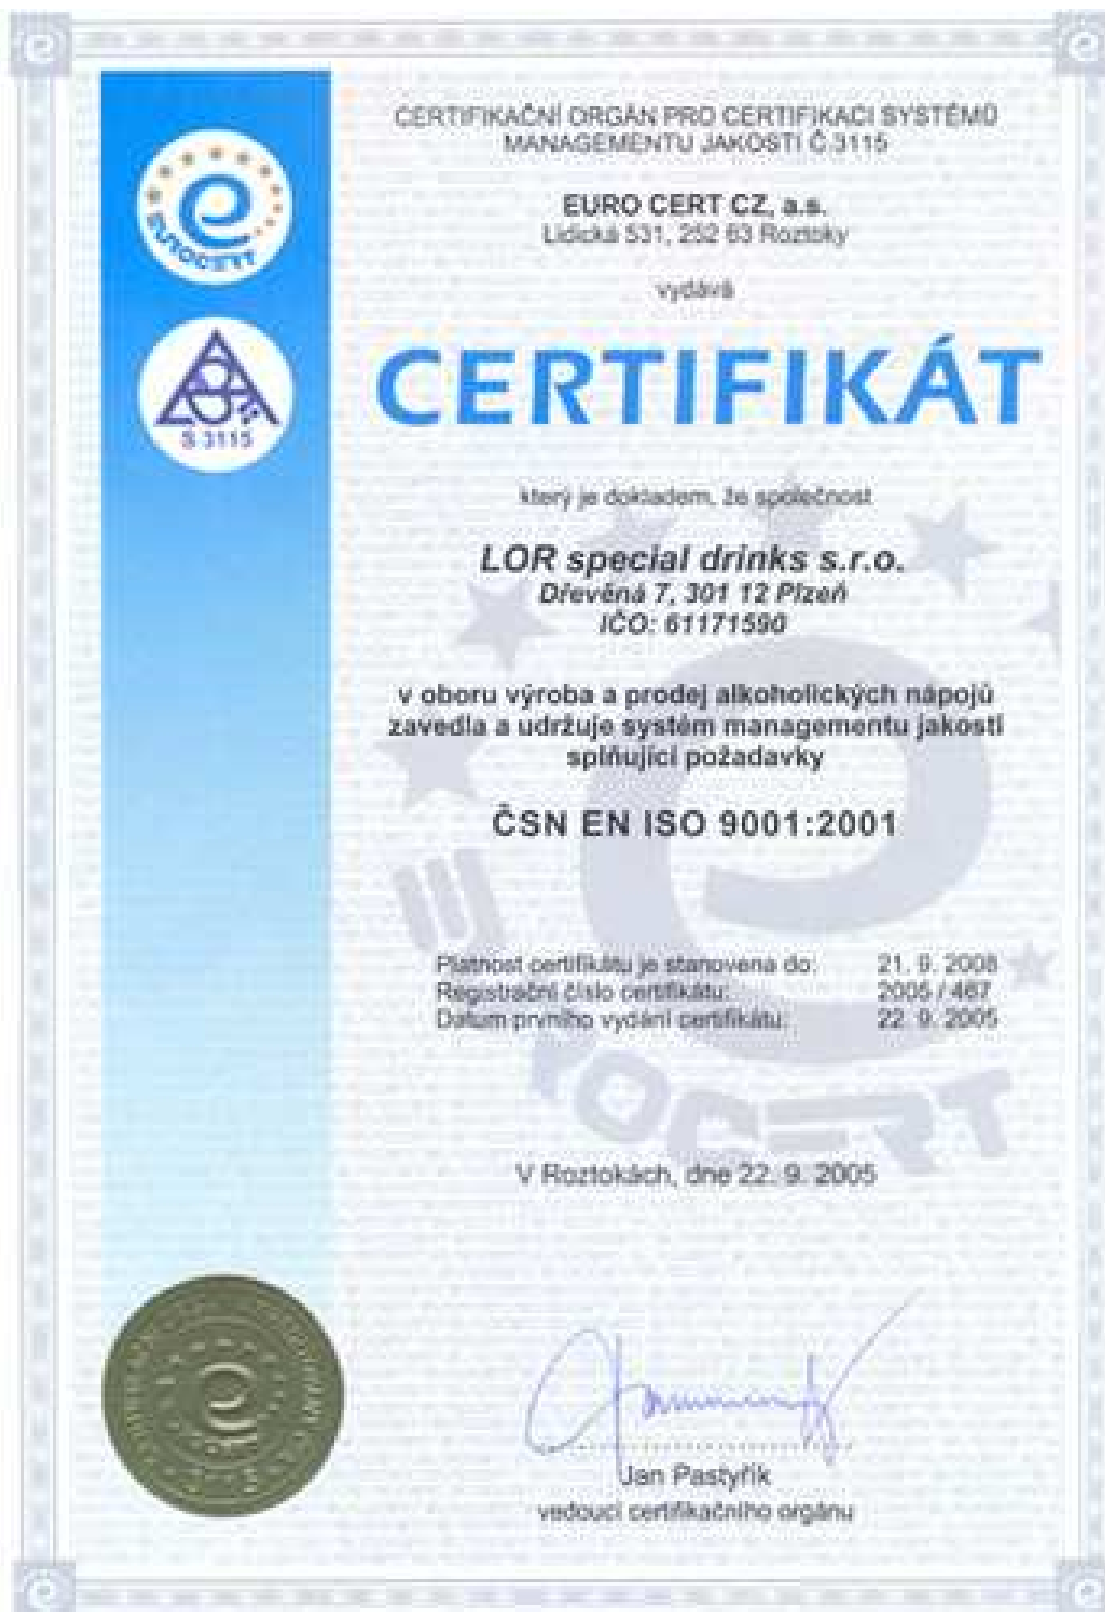 CERTIFIKAČNÍ ORGÁN PRO CERTIFIKACI SYSTÉMŮ
MANAGEMENTU JAKOSTI Č.3115
EURO CERT CZ, a.s.
Lidická 531, 252 63 Roztoky
vydává
CERTIFIKÁT
který je dokladem, že společnost
LOR special drinks s.r.o.
Dřevěná 7, 301 12 Plzeň
IČO: 61171590
v oboru výroba a prodej alkoholických nápojů
zavedla a udržuje systém managementu jakosti
splňující požadavky
ČSN EN ISO 9001:2001
Platnost certifikátu je stanovena do: 21. 9. 2008
Registrační číslo certifikátu: 2005 / 467
Datum prvního vydání certifikátu: 22. 9. 2005
V Roztokách, dne 22. 9. 2005
Jan Pastyřík
vedoucí certifikačního orgánu
EUROCERT
S 3115
OCERT